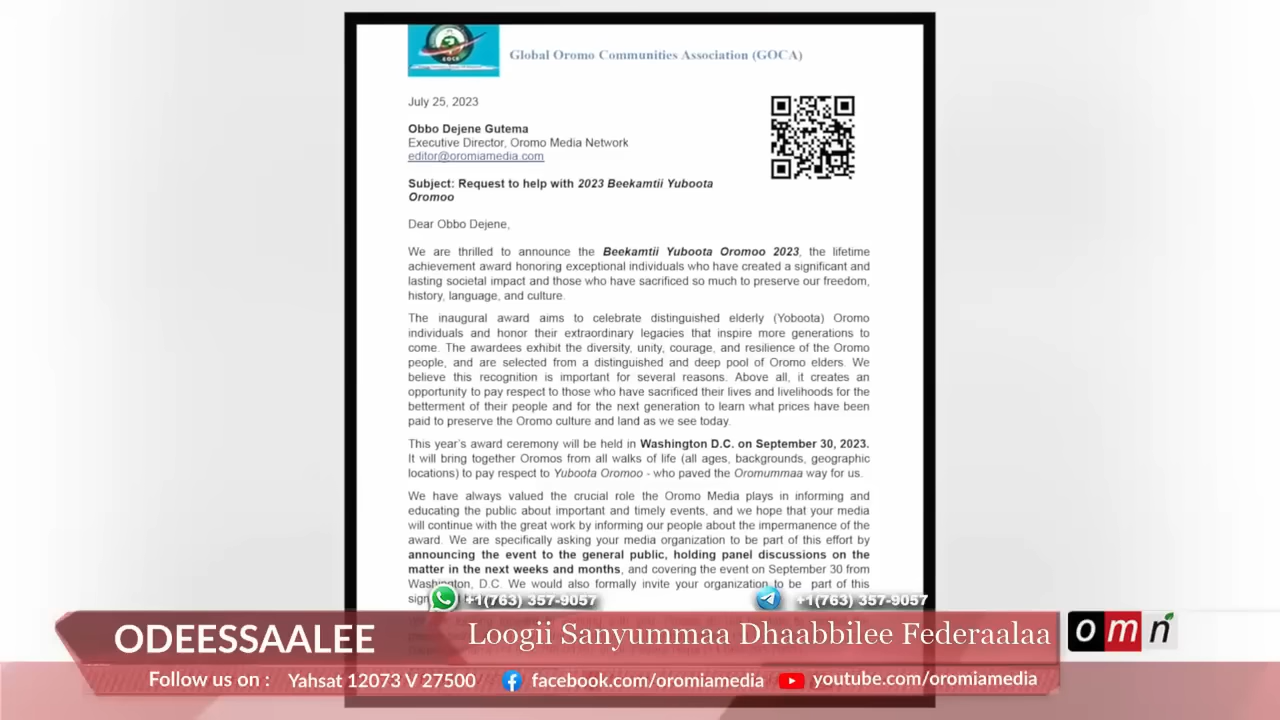 Global Oromo Communities Association (GOCA)
July 25, 2023
Obbo Dejene Gutema
Executive Director, Oromo Media Network
editor@oromiamedia.com
Subject: Request to help with 2023 Beekamtii Yuboota
Oromoo
Dear Obbo Dejene,
We are thrilled to announce the Beekamtii Yuboota Oromoo 2023, the lifetime
achievement award honoring exceptional individuals who have created a significant and
lasting societal impact and those who have sacrificed so much to preserve our freedom,
history, language, and culture.
The inaugural award aims to celebrate distinguished elderly (Yoboota) Oromo
individuals and honor their extraordinary legacies that inspire more generations to
come. The awardees exhibit the diversity, unity, courage, and resilience of the Oromo
people, and are selected from a distinguished and deep pool of Oromo elders. We
believe this recognition is important for several reasons. Above all, it creates an
opportunity to pay respect to those who have sacrificed their lives and livelihoods for the
betterment of their people and for the next generation to learn what prices have been
paid to preserve the Oromo culture and land as we see today.
This year's award ceremony will be held in Washington D.C. on September 30, 2023.
It will bring together Oromos from all walks of life (all ages, backgrounds, geographic
locations) to pay respect to Yuboota Oromoo - who paved the Oromummaa way for us.
We have always valued the crucial role the Oromo Media plays in informing and
educating the public about important and timely events, and we hope that your media
will continue with the great work by informing our people about the impermanence of the
award. We are specifically asking your media organization to be part of this effort by
announcing the event to the general public, holding panel discussions on the
matter in the next weeks and months, and covering the event on September 30 from
Washington, D.C. We would also formally invite your organization to be part of this
+1(763) 357-9057
+1(763) 357-9057
ODEESSAALEE
Loogii Sanyummaa Dhaabbilee Federaalaa
omn
Follow us on : Yahsat 12073 V 27500 facebook.com/oromiamedia youtube.com/oromiamedia